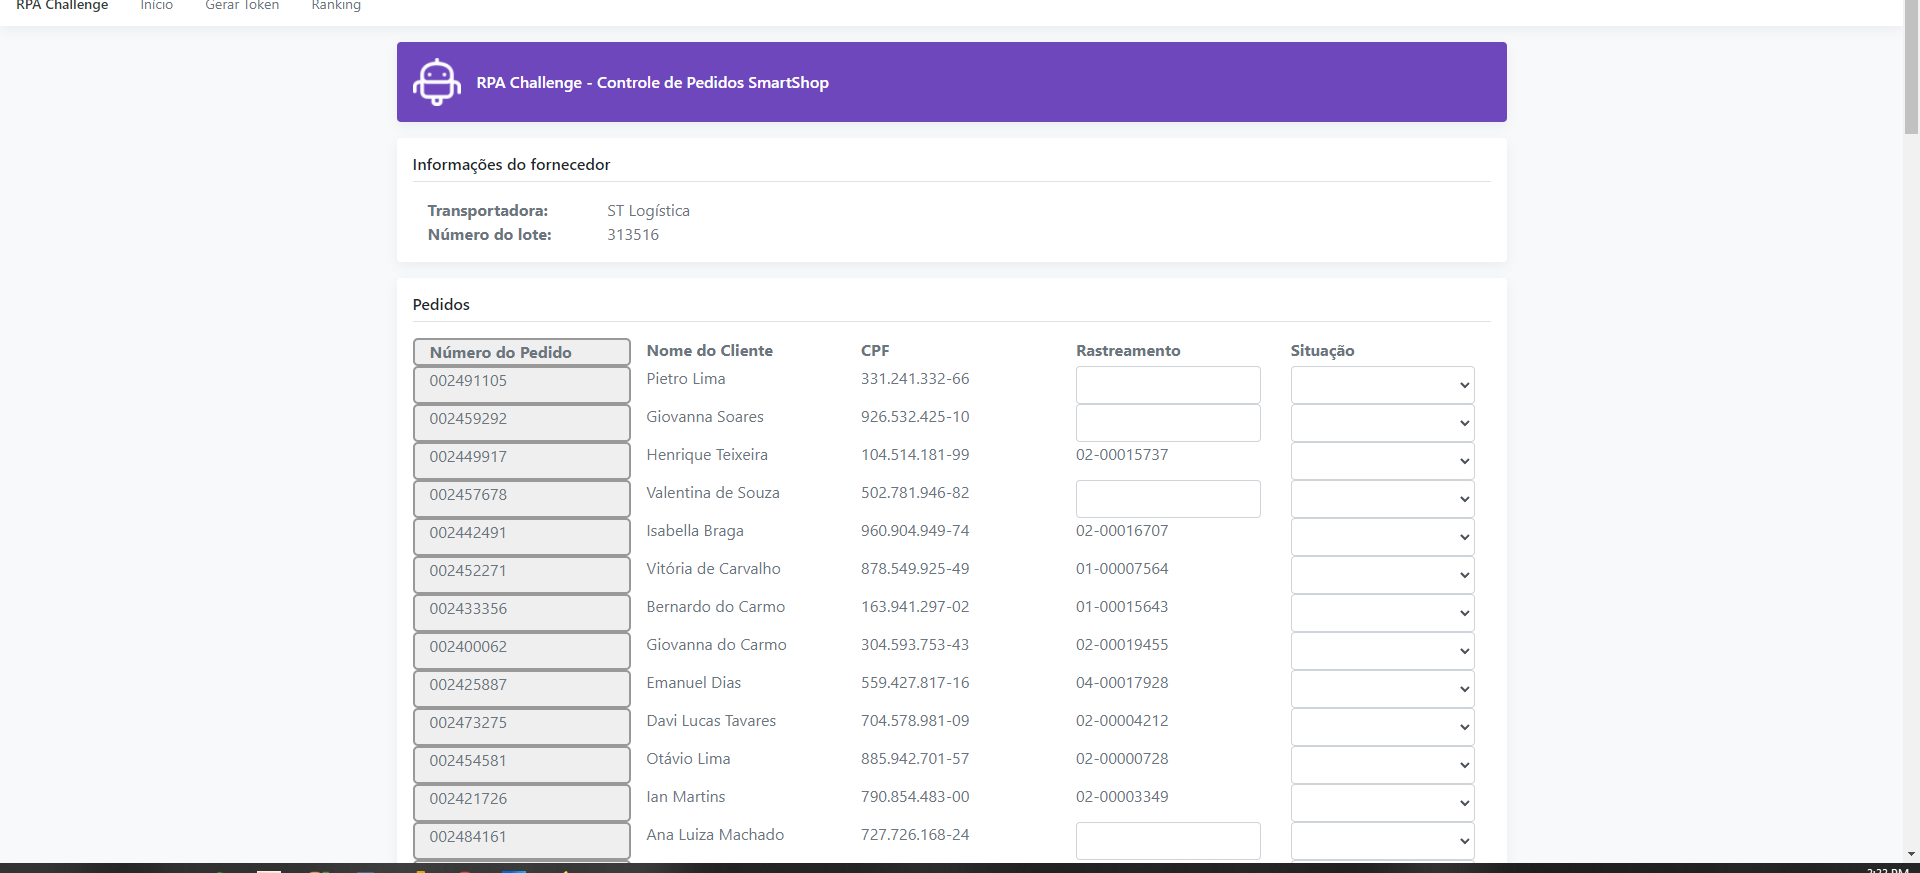 RPA Challenge Início Gerar Token Ranking
RPA Challenge - Controle de Pedidos SmartShop
Informações do fornecedor
Transportadora: ST Logística
Número do lote: 313516
Pedidos
Número do Pedido Nome do Cliente CPF Rastreamento Situação
002491105 Pietro Lima 331.241.332-66
002459292 Giovanna Soares 926.532.425-10
002449917 Henrique Teixeira 104.514.181-99 02-00015737
002457678 Valentina de Souza 502.781.946-82
002442491 Isabella Braga 960.904.949-74 02-00016707
002452271 Vitória de Carvalho 878.549.925-49 01-00007564
002433356 Bernardo do Carmo 163.941.297-02 01-00015643
002400062 Giovanna do Carmo 304.593.753-43 02-00019455
002425887 Emanuel Dias 559.427.817-16 04-00017928
002473275 Davi Lucas Tavares 704.578.981-09 02-00004212
002454581 Otávio Lima 885.942.701-57 02-00000728
002421726 Ian Martins 790.854.483-00 02-00003349
002484161 Ana Luiza Machado 727.726.168-24